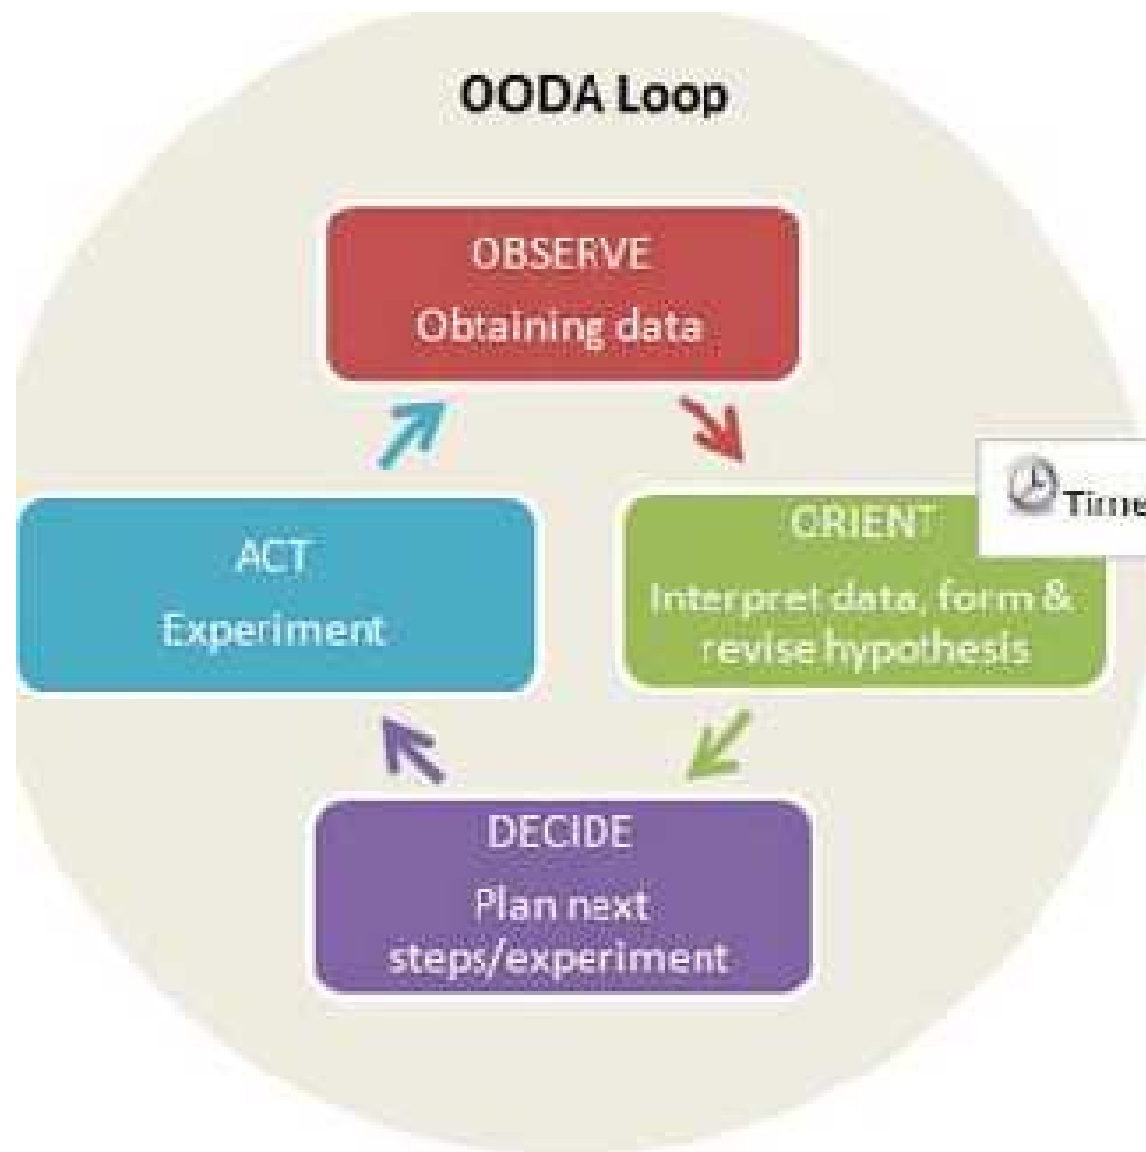 OODA Loop
OBSERVE
Obtaining data
ACT
Experiment
ORIENT
Interpret data, form &
revise hypothesis
Time
DECIDE
Plan next
steps/experiment